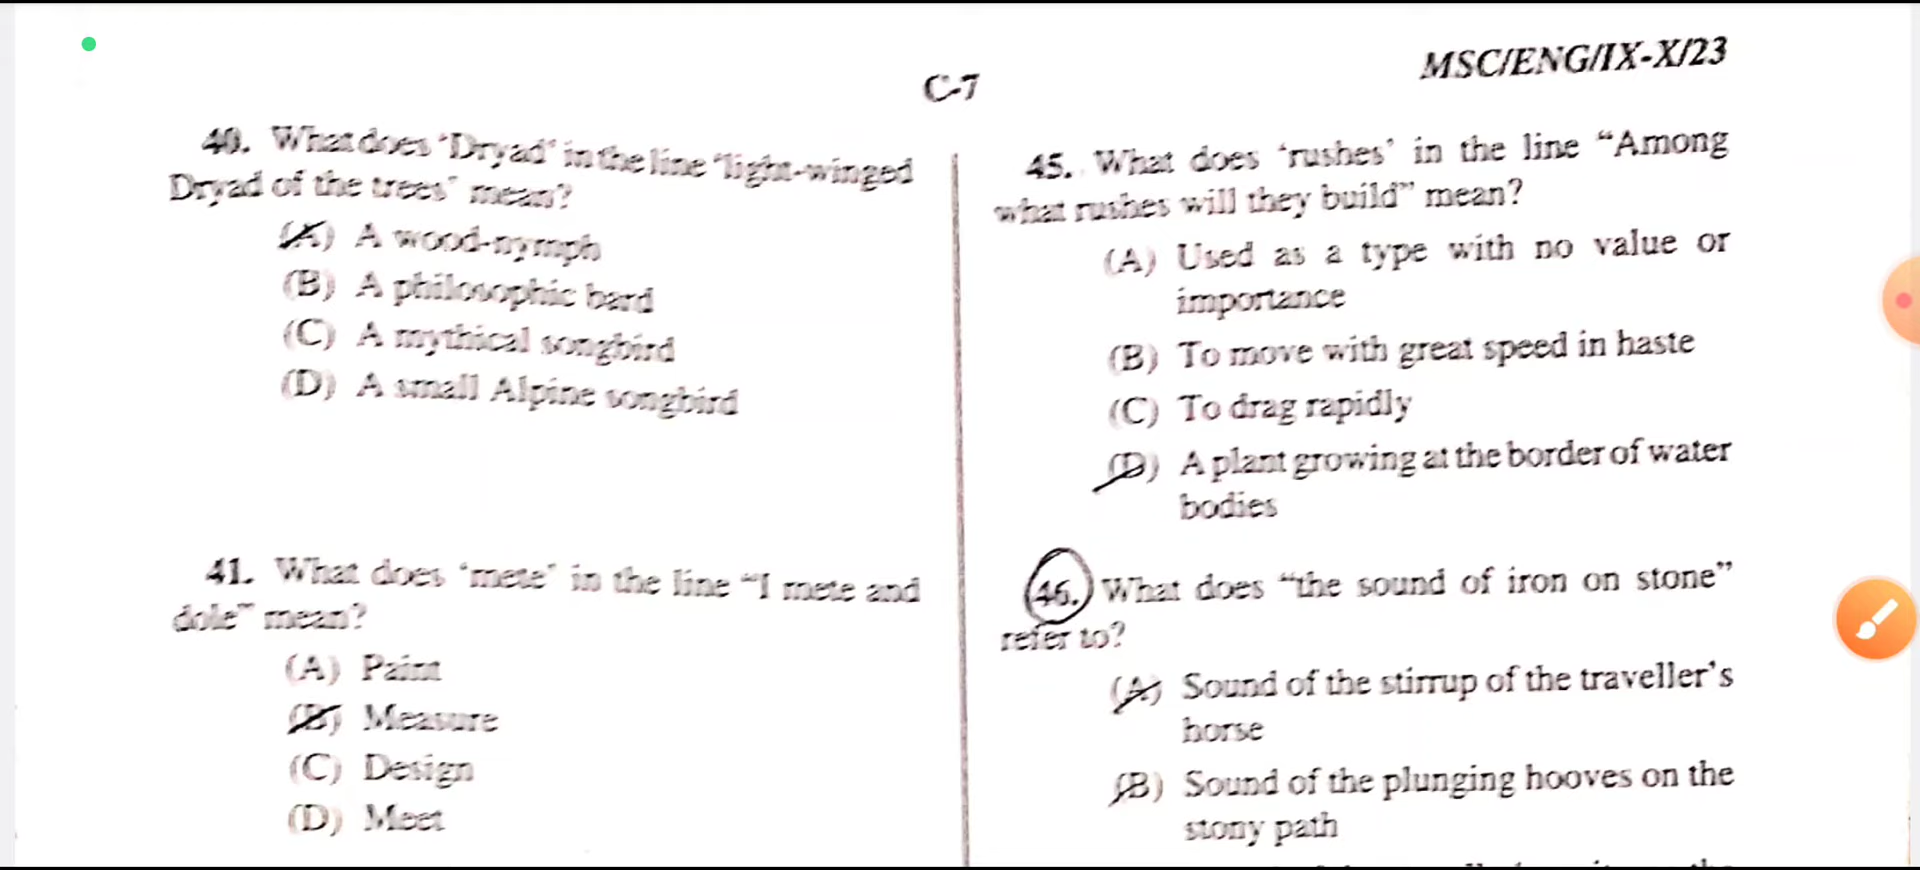 MSC/ENG/IX-X/23
C-7
40. What does 'Dryad' in the line 'light-winged
Dryad of the trees' mean?
(A) A wood-nymph
(B) A philosophic bard
(C) A mythical songbird
(D) A small Alpine songbird
41. What does 'mete' in the line "I mete and
dole" mean?
(A) Paint
(B) Measure
(C) Design
(D) Meet
45. What does 'rushes' in the line "Among
what rushes will they build" mean?
(A) Used as a type with no value or
importance
(B) To move with great speed in haste
(C) To drag rapidly
(D) A plant growing at the border of water
bodies
46. What does "the sound of iron on stone"
refer to?
(A) Sound of the stirrup of the traveller's
horse
(B) Sound of the plunging hooves on the
stony path